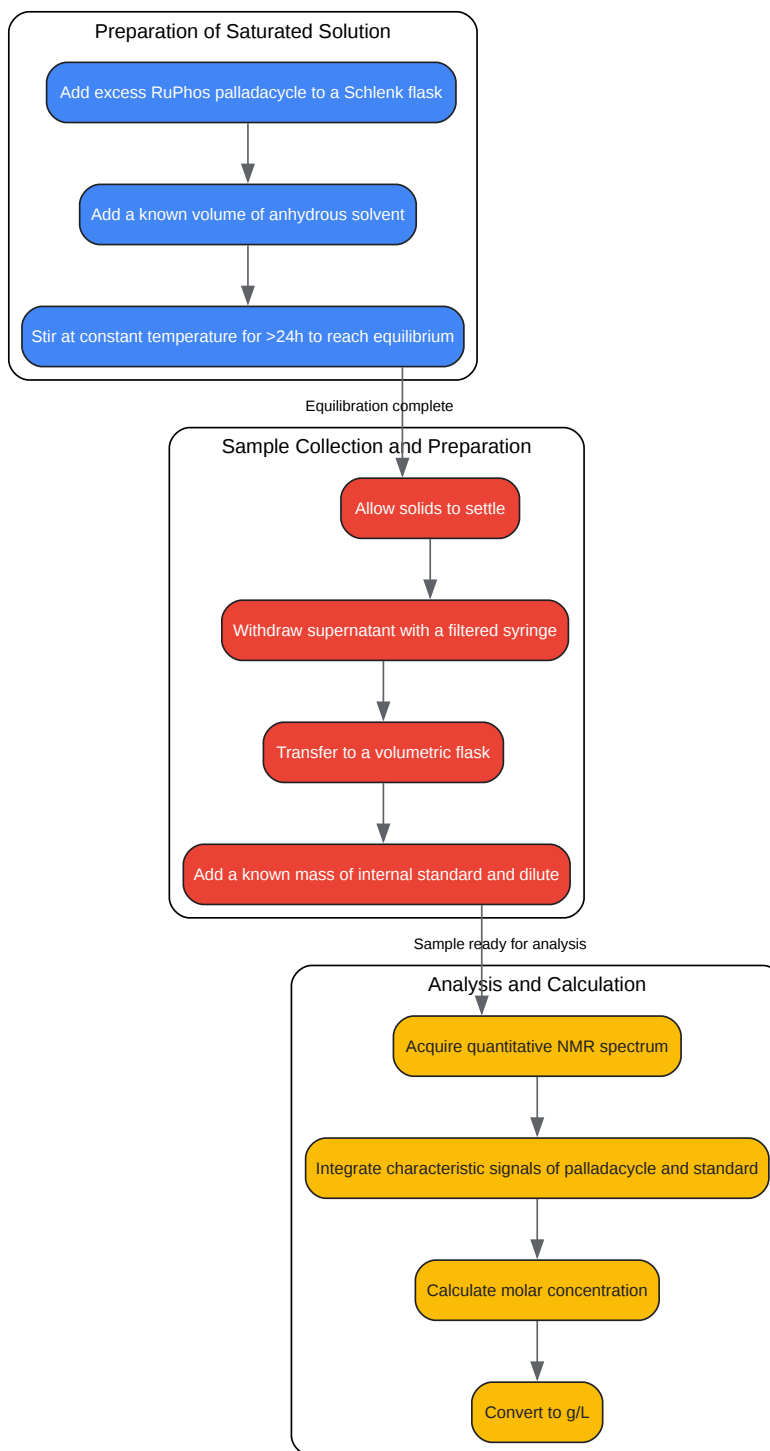 Preparation of Saturated Solution
Add excess RuPhos palladacycle to a Schlenk flask
Add a known volume of anhydrous solvent
Stir at constant temperature for >24h to reach equilibrium
Equilibration complete
Sample Collection and Preparation
Allow solids to settle
Withdraw supernatant with a filtered syringe
Transfer to a volumetric flask
Add a known mass of internal standard and dilute
Sample ready for analysis
Analysis and Calculation
Acquire quantitative NMR spectrum
Integrate characteristic signals of palladacycle and standard
Calculate molar concentration
Convert to g/L